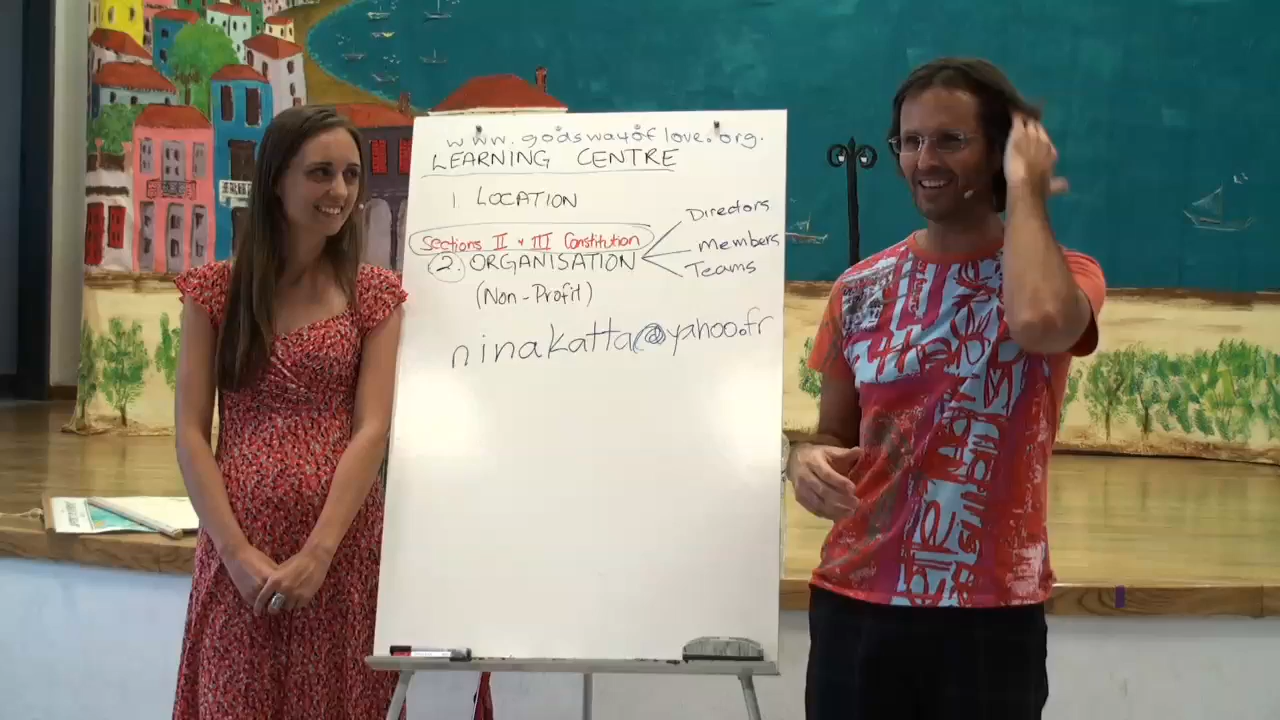 www.godswayoflove.org.
LEARNING CENTRE
1 LOCATION
Sections II & III Constitution
2. ORGANISATION
Directors
Members
Teams
(Non-Profit)
ninakatta@yahoo.fr